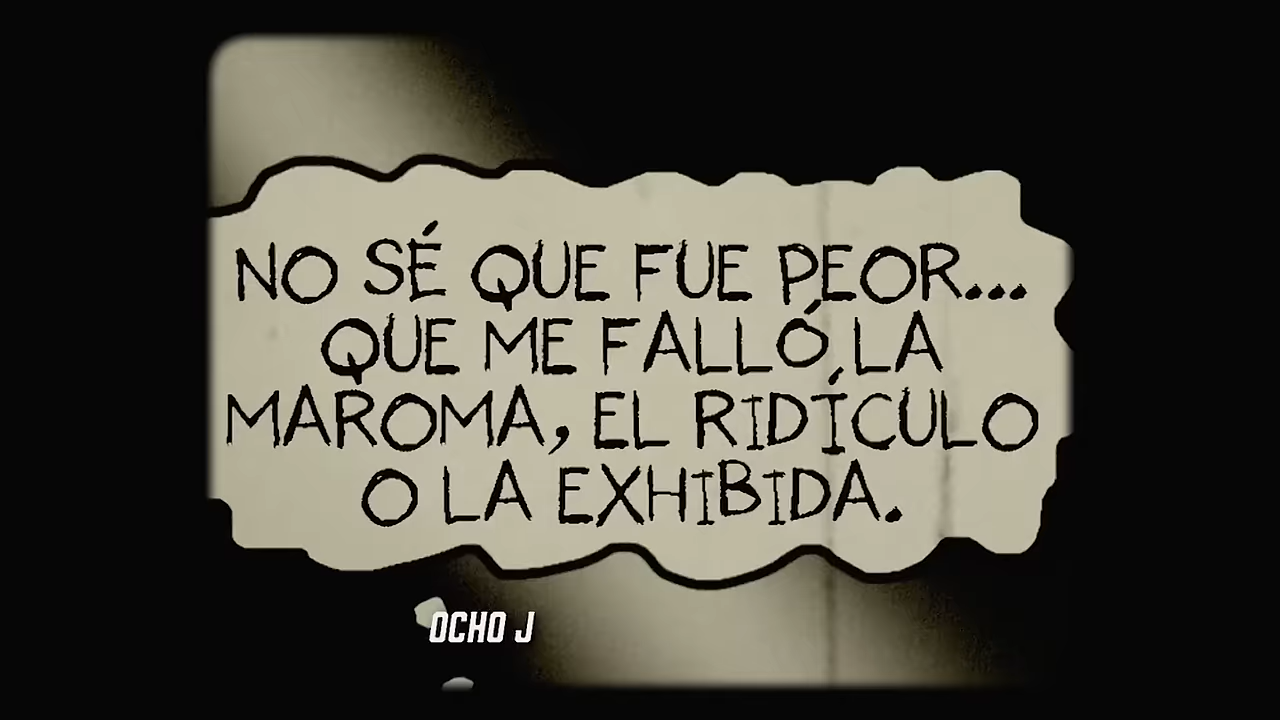 NO SÉ QUE FUE PEOR...
QUE ME FALLÓ LA
MAROMA, EL RIDÍCULO
O LA EXHIBIDA.
OCHO J